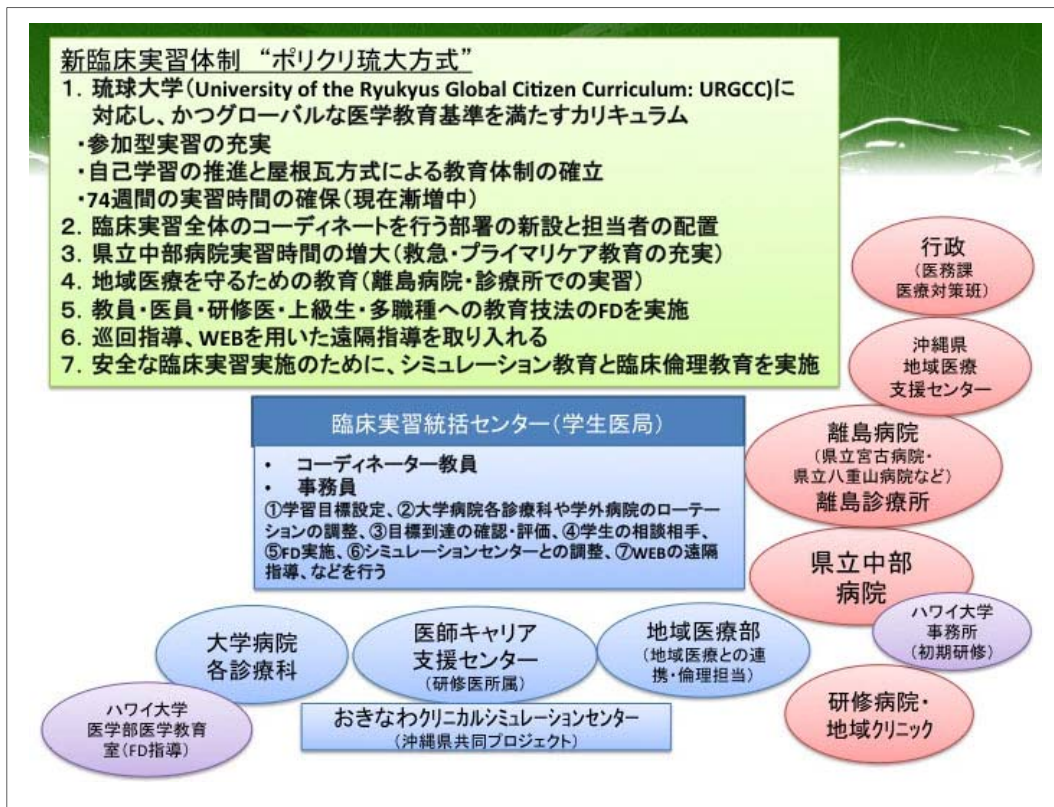 新臨床実習体制 “ポリクリ琉大方式”
1. 琉球大学(University of the Ryukyus Global Citizen Curriculum: URGCC)に
対応し、かつグローバルな医学教育基準を満たすカリキュラム
・参加型実習の充実
・自己学習の推進と屋根瓦方式による教育体制の確立
・74週間の実習時間の確保(現在漸増中)
2. 臨床実習全体のコーディネートを行う部署の新設と担当者の配置
3. 県立中部病院実習時間の増大(救急・プライマリケア教育の充実)
4. 地域医療を守るための教育(離島病院・診療所での実習)
5. 教員・医員・研修医・上級生・多職種への教育技法のFDを実施
6. 巡回指導、WEBを用いた遠隔指導を取り入れる
7. 安全な臨床実習実施のために、シミュレーション教育と臨床倫理教育を実施
行政
(医務課
医療対策班)
沖縄県
地域医療
支援センター
臨床実習統括センター(学生医局)
• コーディネーター教員
• 事務員
①学習目標設定、②大学病院各診療科や学外病院のローテー
ションの調整、③目標到達の確認・評価、④学生の相談相手、
⑤FD実施、⑥シミュレーションセンターとの調整、⑦WEBの遠隔
指導、などを行う
離島病院
(県立宮古病院・
県立八重山病院など)
離島診療所
県立中部
病院
ハワイ大学
事務所
(初期研修)
大学病院
各診療科
医師キャリア
支援センター
(研修医所属)
地域医療部
(地域医療との連
携・倫理担当)
研修病院・
地域クリニック
ハワイ大学
医学部医学教育
室(FD指導)
おきなわクリニカルシミュレーションセンター
(沖縄県共同プロジェクト)